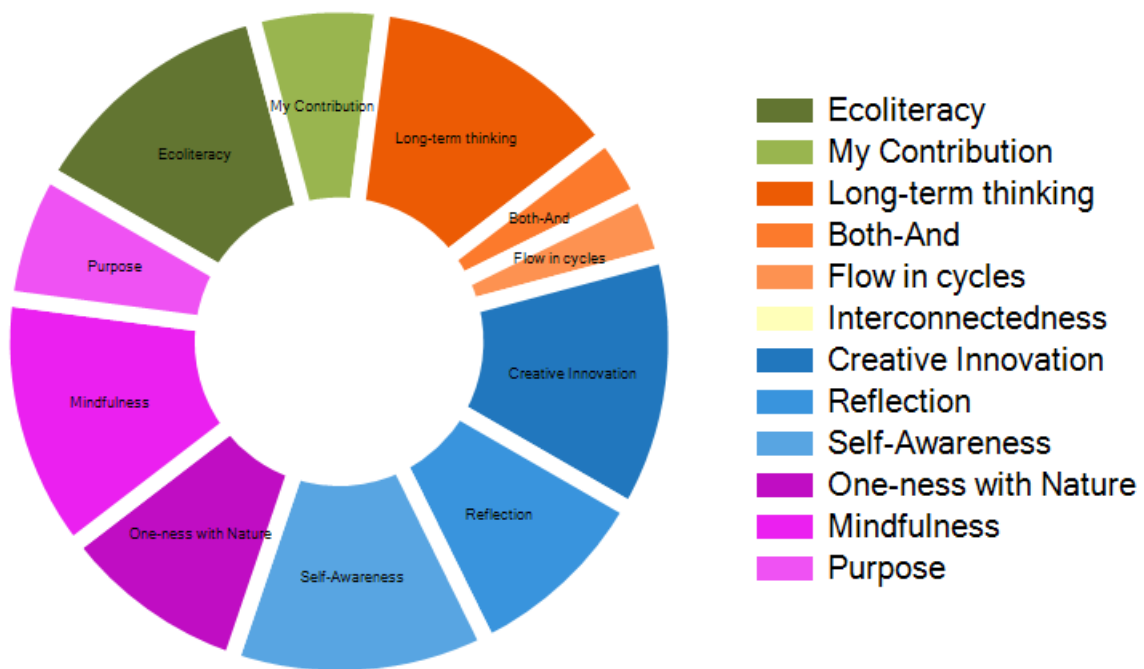 My Contribution
Long-term thinking
Ecoliteracy
Both-And
Flow in cycles
Purpose
Creative Innovation
Mindfulness
Reflection
One-ness with Nature
Self-Awareness
Ecoliteracy
My Contribution
Long-term thinking
Both-And
Flow in cycles
Interconnectedness
Creative Innovation
Reflection
Self-Awareness
One-ness with Nature
Mindfulness
Purpose